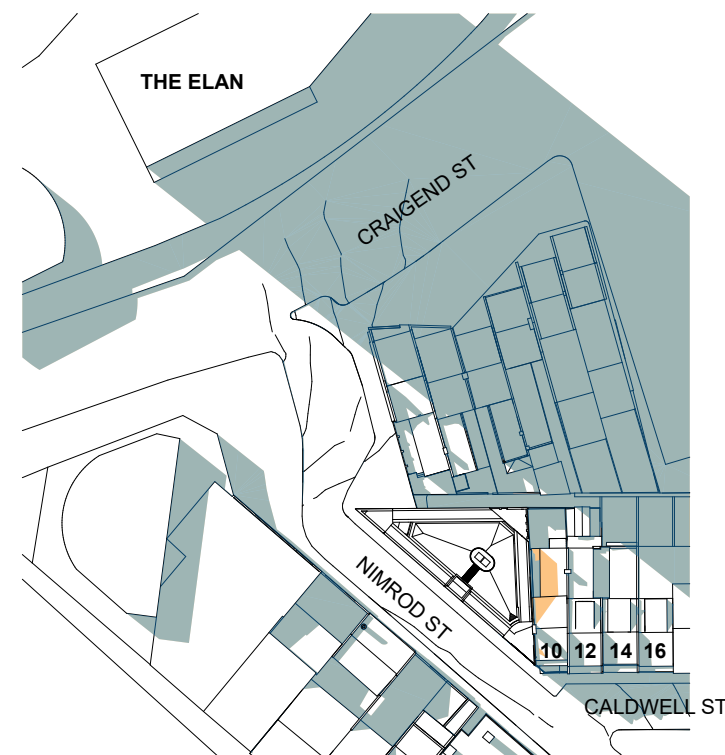 THE ELAN
CRAIGEND ST
NIMROD ST
10 12 14 16
CALDWELL ST